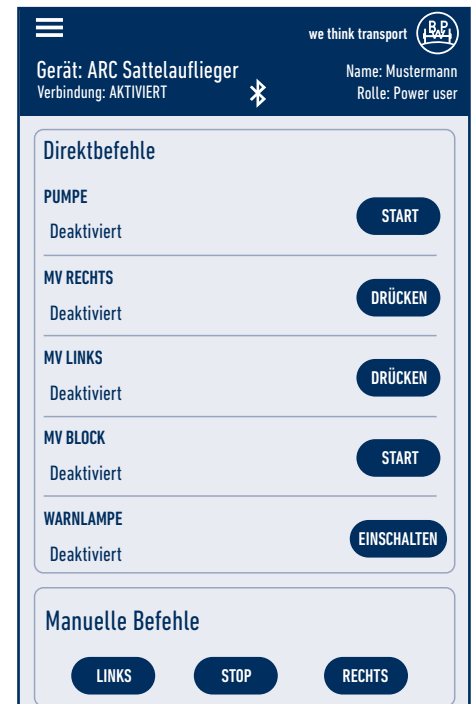 we think transport BPW
Gerät: ARC Sattelauflieger
Name: Mustermann
Verbindung: AKTIVIERT
Rolle: Power user
Direktbefehle
PUMPE
START
Deaktiviert
MV RECHTS
DRÜCKEN
Deaktiviert
MV LINKS
DRÜCKEN
Deaktiviert
MV BLOCK
START
Deaktiviert
WARNLAMPE
EINSCHALTEN
Deaktiviert
Manuelle Befehle
LINKS STOP RECHTS